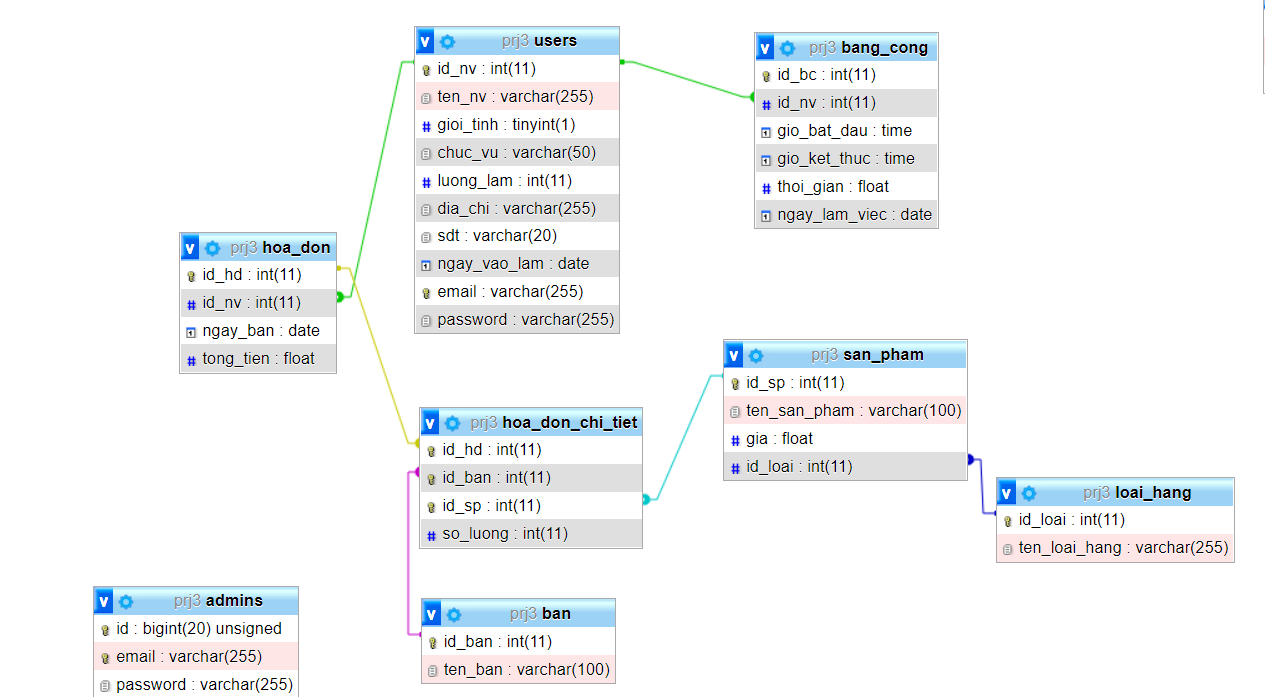 prj3 users
id_nv : int(11)
ten_nv : varchar(255)
gioi_tinh : tinyint(1)
chuc_vu : varchar(50)
luong_lam : int(11)
dia_chi : varchar(255)
sdt : varchar(20)
ngay_vao_lam : date
email : varchar(255)
password : varchar(255)
prj3 bang_cong
id_bc : int(11)
id_nv : int(11)
gio_bat_dau : time
gio_ket_thuc : time
thoi_gian : float
ngay_lam_viec : date
prj3 hoa_don
id_hd : int(11)
id_nv : int(11)
ngay_ban : date
tong_tien : float
prj3 san_pham
id_sp : int(11)
ten_san_pham : varchar(100)
gia : float
id_loai : int(11)
prj3 hoa_don_chi_tiet
id_hd : int(11)
id_ban : int(11)
id_sp : int(11)
so_luong : int(11)
prj3 loai_hang
id_loai : int(11)
ten_loai_hang : varchar(255)
prj3 admins
id : bigint(20) unsigned
email : varchar(255)
password : varchar(255)
prj3 ban
id_ban : int(11)
ten_ban : varchar(100)